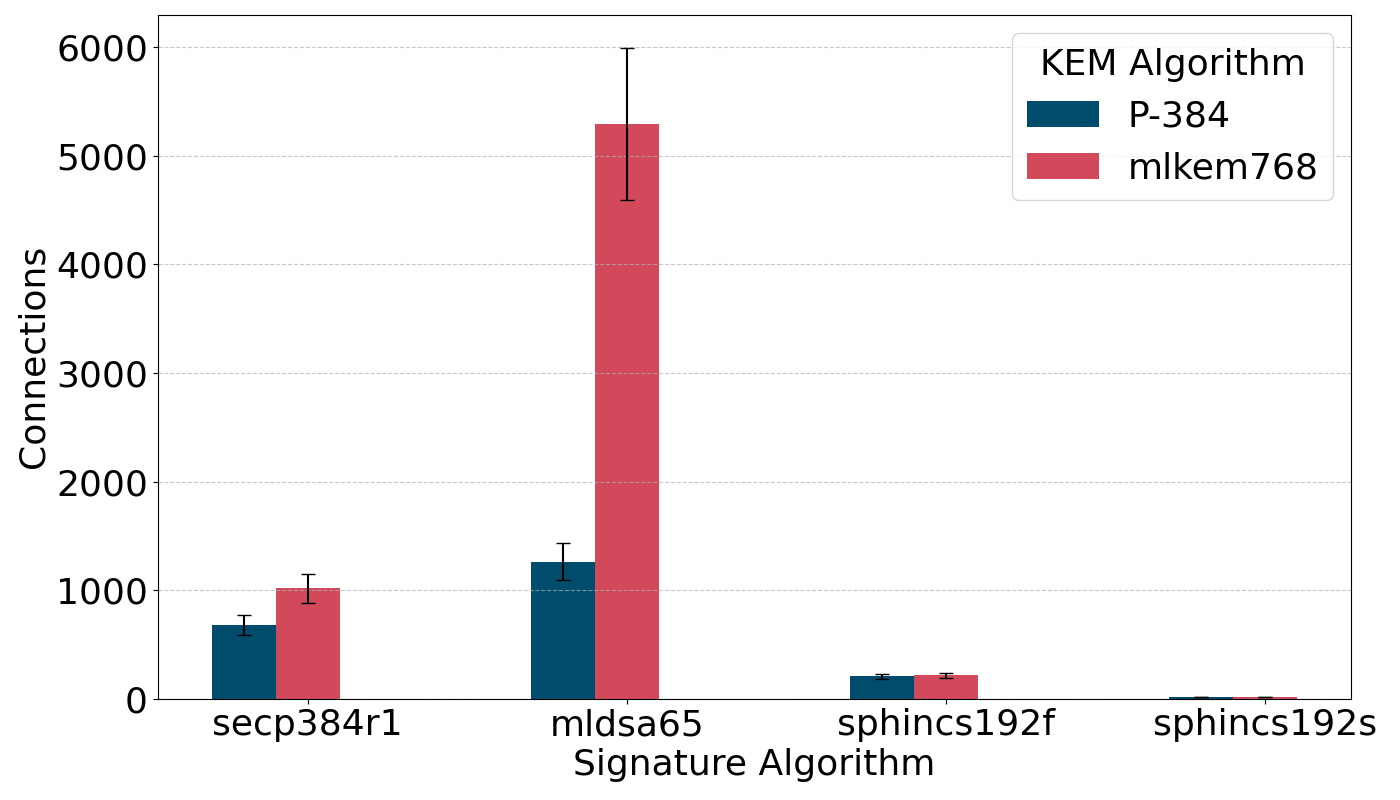 6000
5000
4000
3000
2000
1000
0
Connections
KEM Algorithm
P-384
mlkem768
secp384r1
mldsa65
sphincs192f
sphincs192s
Signature Algorithm